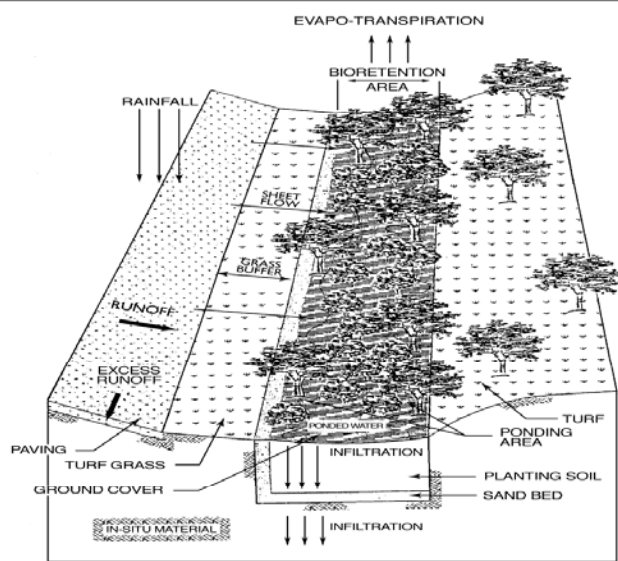 EVAPO-TRANSPIRATION
BIORETENTION
AREA
RAINFALL
SHEET
FLOW
GRASS
BUFFER
RUNOFF
EXCESS
RUNOFF
PONDED WATER
PAVING
TURF
PONDING
AREA
TURF GRASS
INFILTRATION
GROUND COVER
PLANTING SOIL
SAND BED
IN-SITU MATERIAL
INFILTRATION